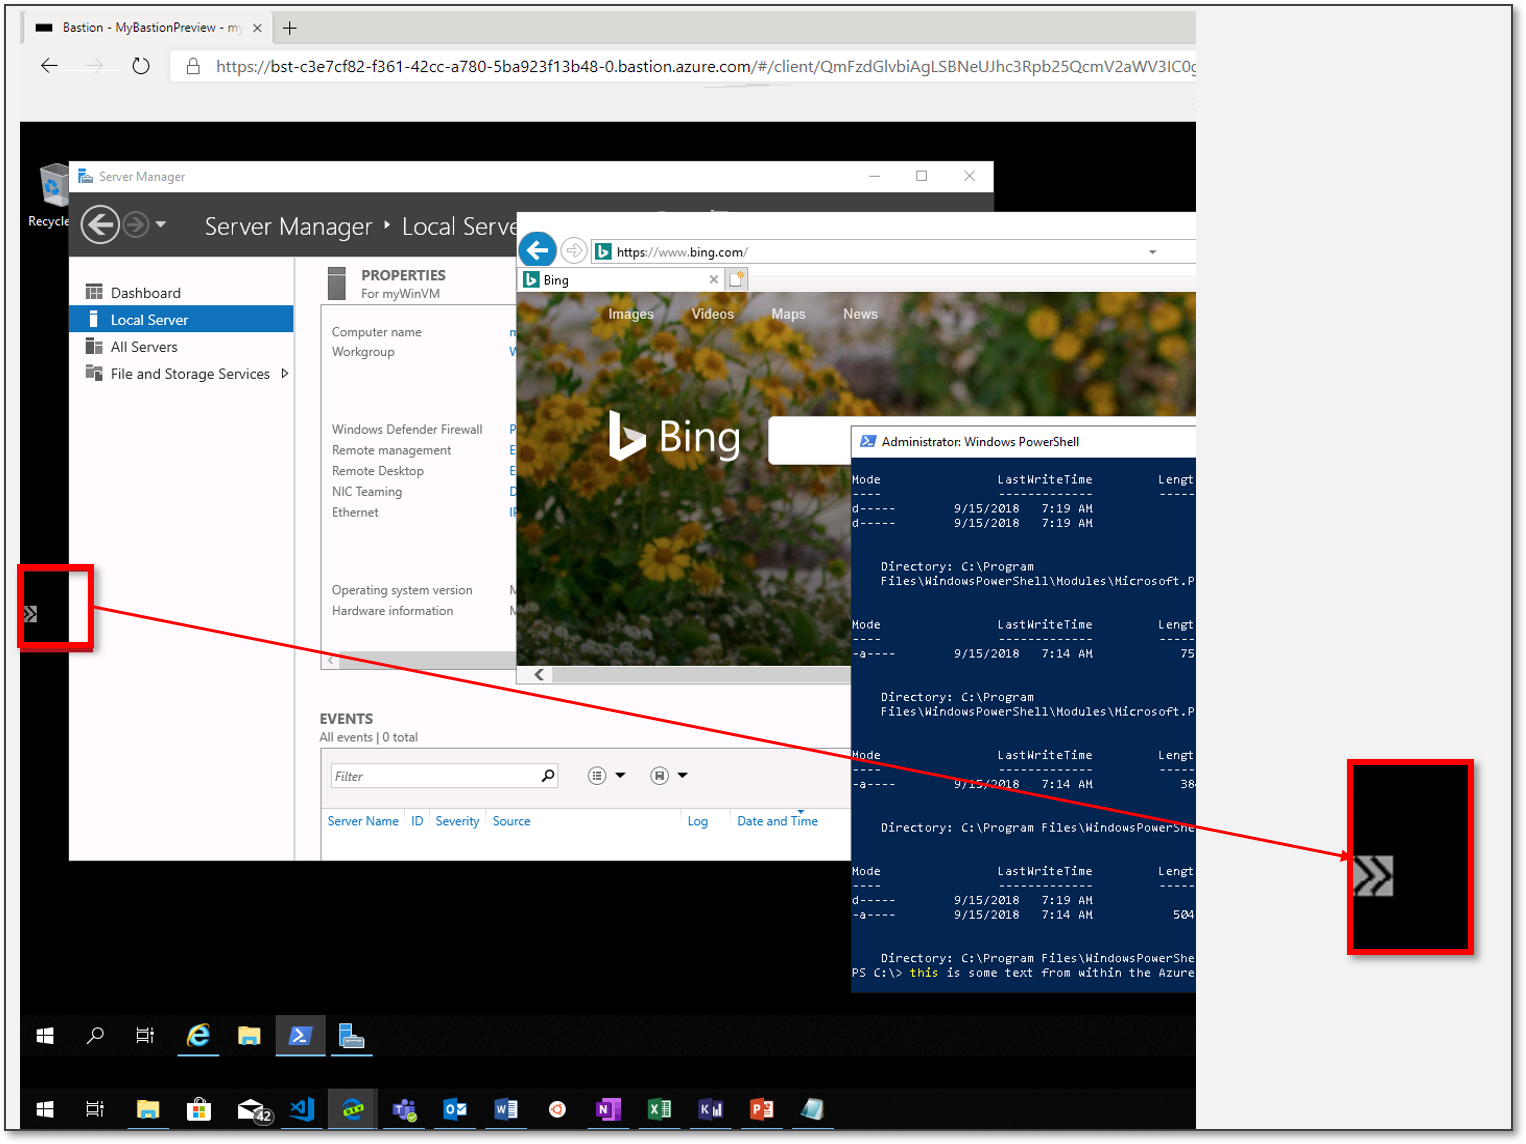 Bastion - MyBastionPreview - my
https://bst-c3e7cf82-f361-42cc-a780-5ba923f13b48-0.bastion.azure.com/#/client/QmFzdGlvbiAgLSBNeUJhc3Rpb25QcmV2aWV3IC0g
Recycle
Server Manager
Server Manager Local Serve
https://www.bing.com/
Bing
Dashboard
Local Server
All Servers
File and Storage Services
PROPERTIES
For myWinVM
Computer name
Workgroup W
Windows Defender Firewall P
Remote management E
Remote Desktop E
NIC Teaming D
Ethernet IP
Operating system version M
Hardware information
Images Videos Maps News
Bing
Administrator: Windows PowerShell
Mode LastWriteTime Lengt
---- ------------- -----
d----- 9/15/2018 7:19 AM
d----- 9/15/2018 7:19 AM
Directory: C:\Program
Files\WindowsPowerShell\Modules\Microsoft.P
Mode LastWriteTime Lengt
---- ------------- -----
-a---- 9/15/2018 7:14 AM 75
Directory: C:\Program
Files\WindowsPowerShell\Modules\Microsoft.P
Mode LastWriteTime Lengt
---- ------------- -----
-a---- 9/15/2018 7:14 AM 384
Directory: C:\Program Files\WindowsPowerShe
Mode LastWriteTime Lengt
---- ------------- -----
d----- 9/15/2018 7:19 AM
-a---- 9/15/2018 7:14 AM 504
Directory: C:\Program Files\WindowsPowerShe
PS C:\> this is some text from within the Azure
EVENTS
All events | 0 total
Filter
Server Name ID Severity Source Log Date and Time
42